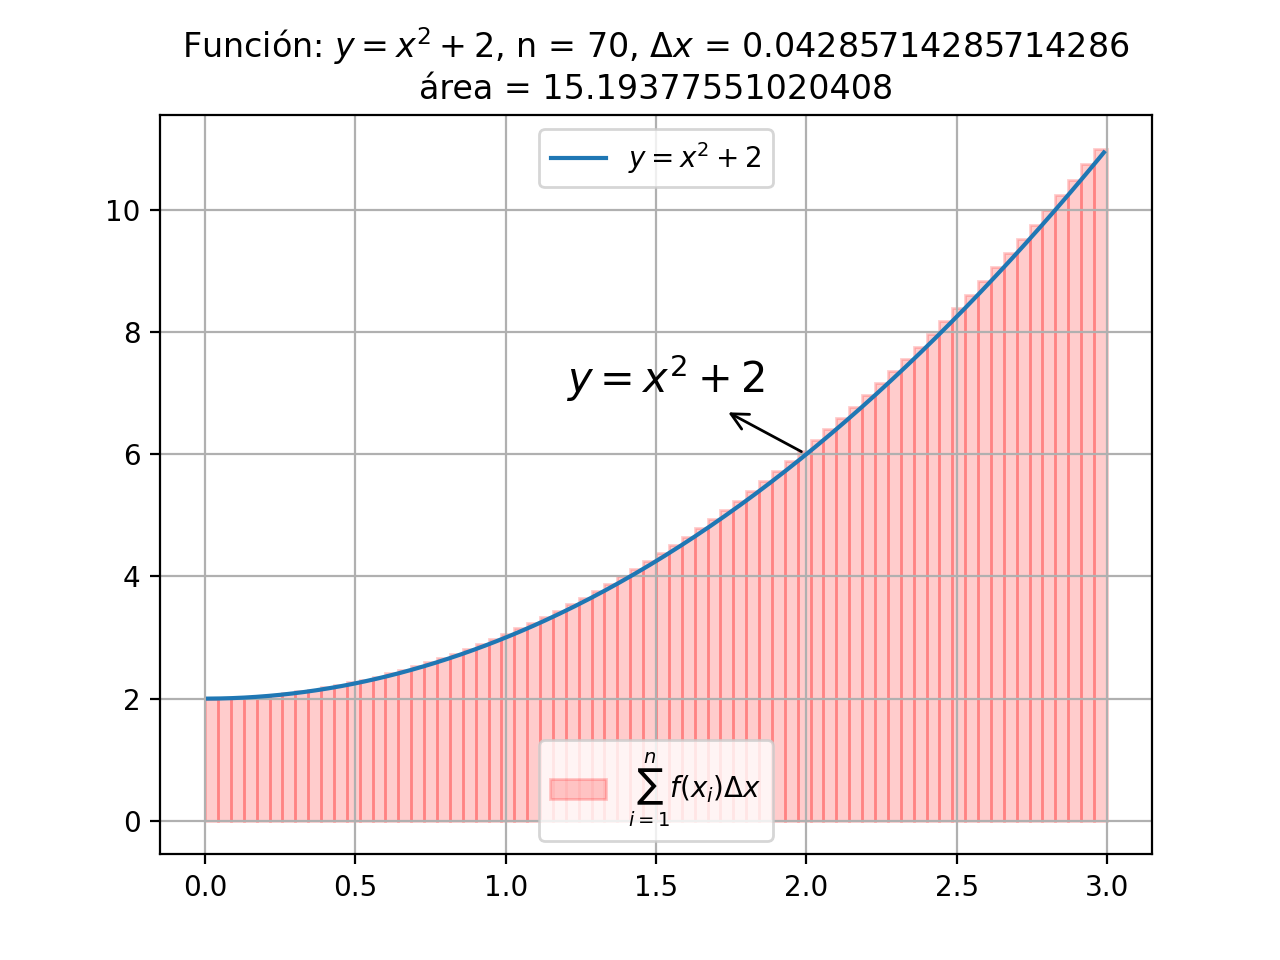 Función: y = x² + 2, n = 70, Δx = 0.04285714285714286
área = 15.19377551020408
y = x² + 2
10
8
y = x² + 2
6
4
2
n
∑ f(xᵢ)Δx
i = 1
0
0.0 0.5 1.0 1.5 2.0 2.5 3.0